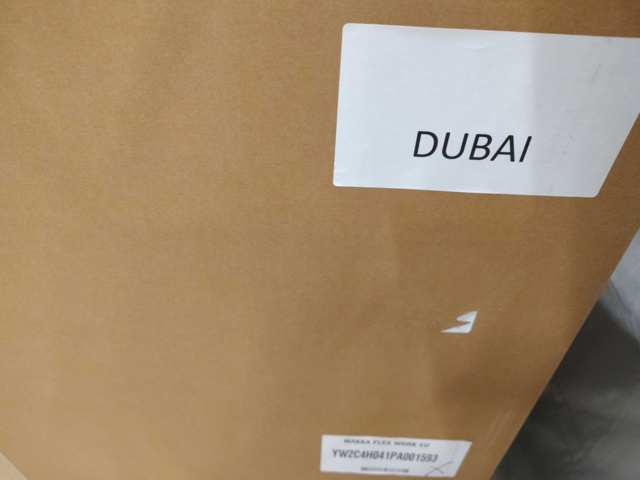 DUBAI
MAKKA FLEX WORK EU
YW2C4H041PA001593